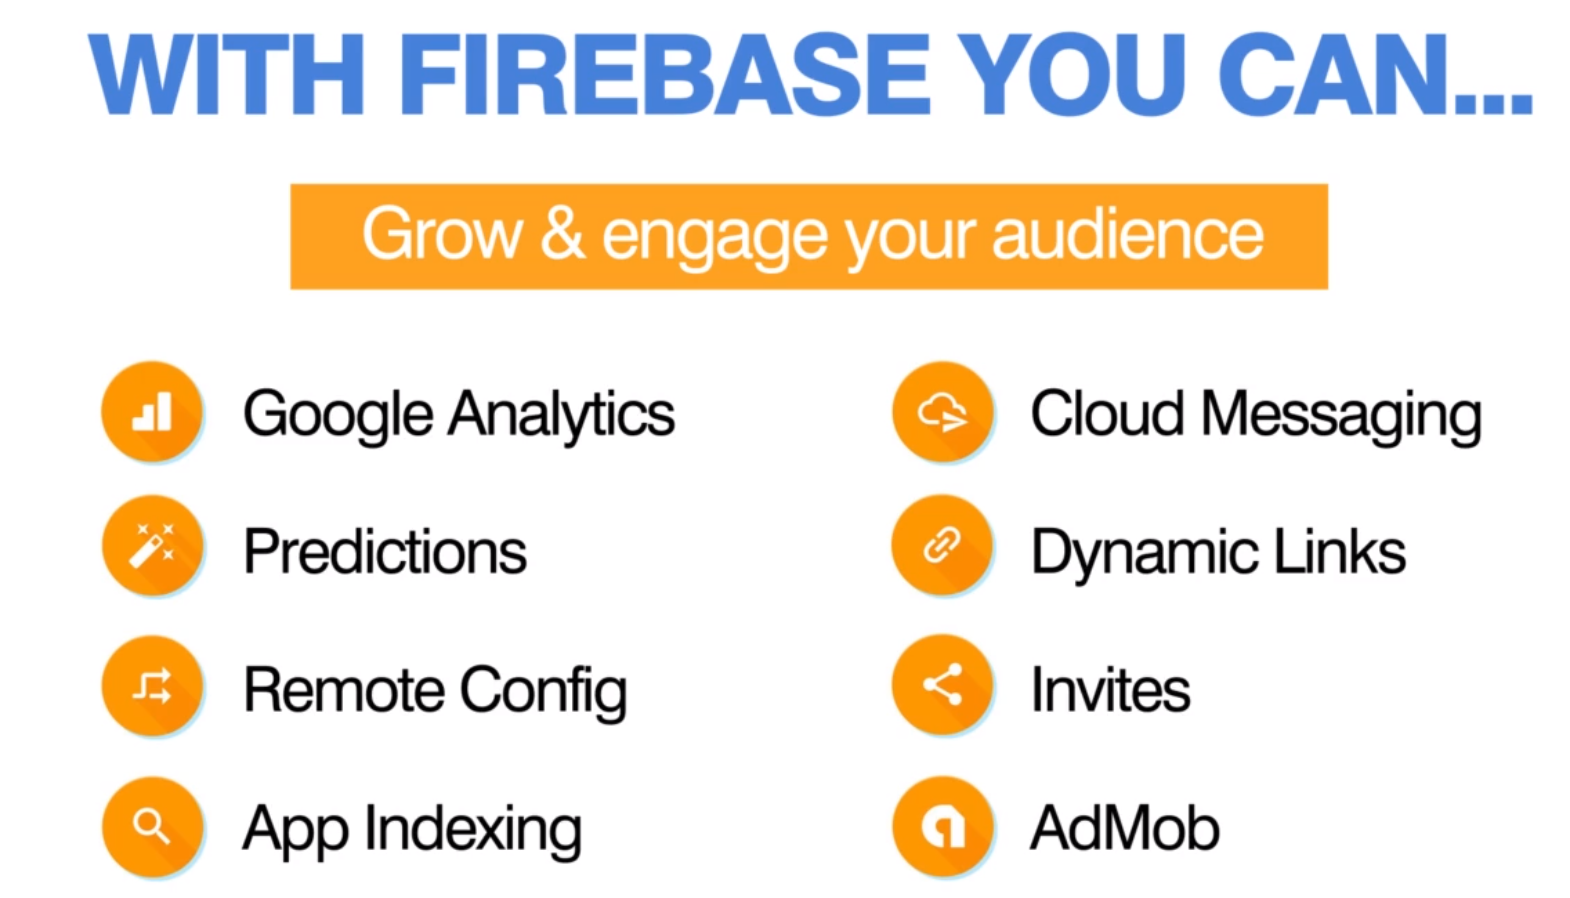 WITH FIREBASE YOU CAN...
Grow & engage your audience
Google Analytics
Cloud Messaging
Predictions
Dynamic Links
Remote Config
Invites
App Indexing
AdMob